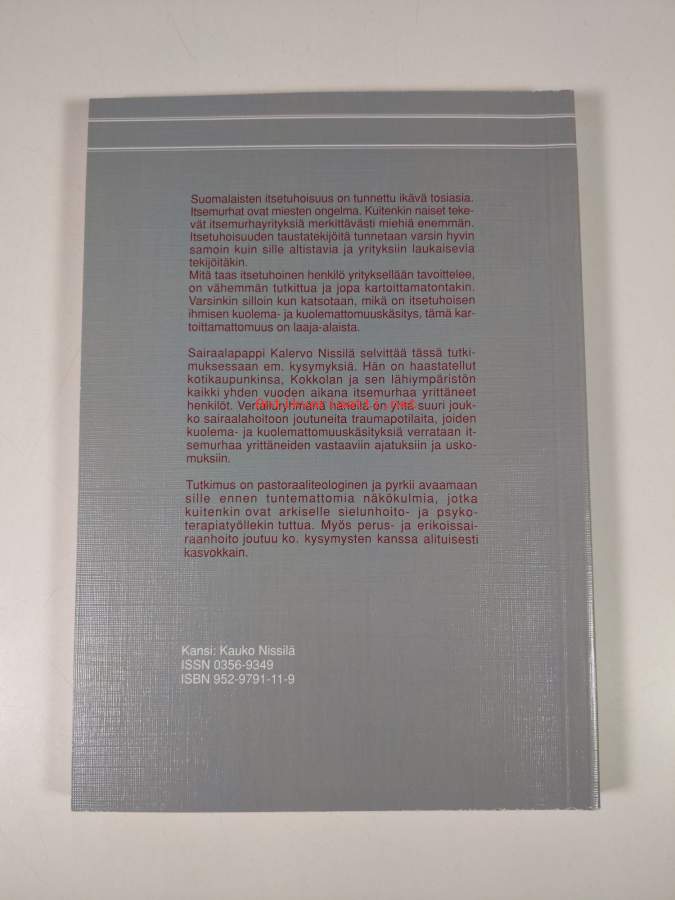 Suomalaisten itsetuhoisuus on tunnettu ikävä tosiasia.
Itsemurhat ovat miesten ongelma. Kuitenkin naiset teke-
vät itsemurhayrityksiä merkittävästi miehiä enemmän.
Itsetuhoisuuden taustatekijöitä tunnetaan varsin hyvin
samoin kuin sille altistavia ja yrityksiin laukaisevia
tekijöitäkin.
Mitä taas itsetuhoinen henkilö yrityksellään tavoittelee,
on vähemmän tutkittua ja jopa kartoittamatontakin.
Varsinkin silloin kun katsotaan, mikä on itsetuhoisen
ihmisen kuolema- ja kuolemattomuuskäsitys, tämä kar-
toittamattomuus on laaja-alaista.
Sairaalapappi Kalervo Nissilä selvittää tässä tutki-
muksessaan em. kysymyksiä. Hän on haastatellut
kotikaupunkinsa, Kokkolan ja sen lähiympäristön
kaikki yhden vuoden aikana itsemurhaa yrittäneet
henkilöt. Vertailuryhmänä hänellä on yhtä suuri jouk-
ko sairaalahoitoon joutuneita traumapotilaita, joiden
kuolema- ja kuolemattomuuskäsityksiä verrataan it-
semurhaa yrittäneiden vastaaviin ajatuksiin ja usko-
muksiin.
Tutkimus on pastoraaliteologinen ja pyrkii avaamaan
sille ennen tuntemattomia näkökulmia, jotka
kuitenkin ovat arkiselle sielunhoito- ja psyko-
terapiatyöllekin tuttua. Myös perus- ja erikoissai-
raanhoito joutuu ko. kysymysten kanssa alituisesti
kasvokkain.
Kansi: Kauko Nissilä
ISSN 0356-9349
ISBN 952-9791-11-9